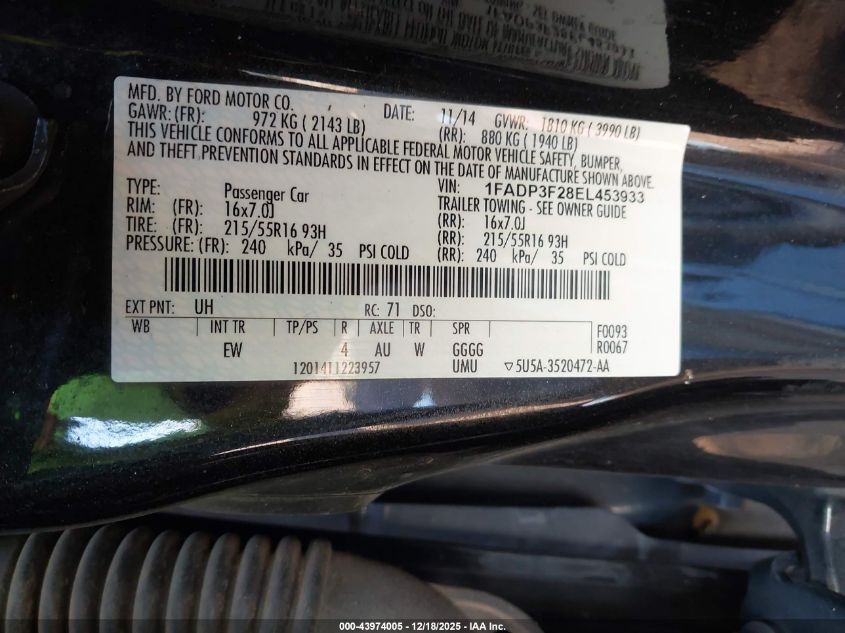 MFD. BY FORD MOTOR CO. DATE: 11/14 GVWR: 1810 KG ( 3990 LB)
GAWR: (FR): 972 KG ( 2143 LB) (RR): 880 KG ( 1940 LB)
THIS VEHICLE CONFORMS TO ALL APPLICABLE FEDERAL MOTOR VEHICLE SAFETY, BUMPER,
AND THEFT PREVENTION STANDARDS IN EFFECT ON THE DATE OF MANUFACTURE SHOWN ABOVE.
VIN: 1FADP3F28EL453933
TYPE: Passenger Car TRAILER TOWING - SEE OWNER GUIDE
RIM: (FR): 16x7.0J (RR): 16x7.0J
TIRE: (FR): 215/55R16 93H (RR): 215/55R16 93H
PRESSURE: (FR): 240 kPa/ 35 PSI COLD (RR): 240 kPa/ 35 PSI COLD
EXT PNT: UH RC: 71 DSO:
WB INT TR TP/PS R AXLE TR SPR F0093
EW 4 AU W GGGG R0067
1201411223957 UMU ▽5U5A-3520472-AA
000-43974005 - 12/18/2025 - IAA Inc.